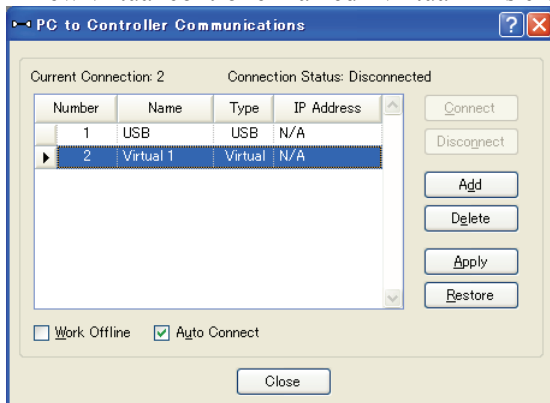 PC to Controller Communications
Current Connection: 2 Connection Status: Disconnected
Number Name Type IP Address
1 USB USB N/A
2 Virtual 1 Virtual N/A
Connect
Disconnect
Add
Delete
Apply
Restore
Work Offline Auto Connect
Close